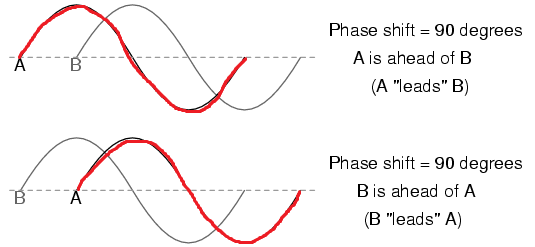 Phase shift = 90 degrees
A is ahead of B
(A "leads" B)
A
B
Phase shift = 90 degrees
B is ahead of A
(B "leads" A)
B
A